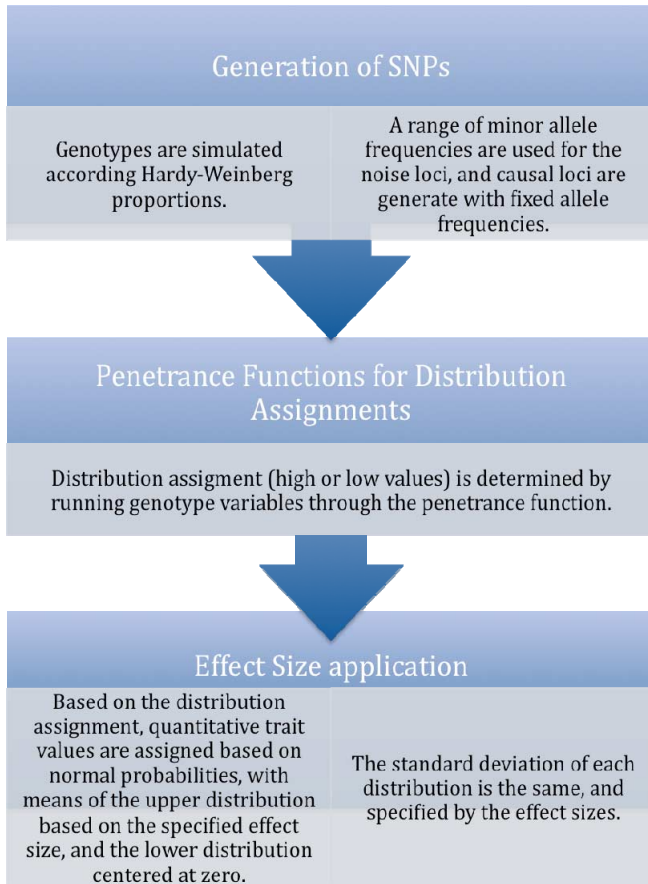 Generation of SNPs
Genotypes are simulated
according Hardy-Weinberg
proportions.
A range of minor allele
frequencies are used for the
noise loci, and causal loci are
generate with fixed allele
frequencies.
Penetrance Functions for Distribution
Assignments
Distribution assigment (high or low values) is determined by
running genotype variables through the penetrance function.
Effect Size application
Based on the distribution
assignment, quantitative trait
values are assigned based on
normal probabilities, with
means of the upper distribution
based on the specified effect
size, and the lower distribution
centered at zero.
The standard deviation of each
distribution is the same, and
specified by the effect sizes.